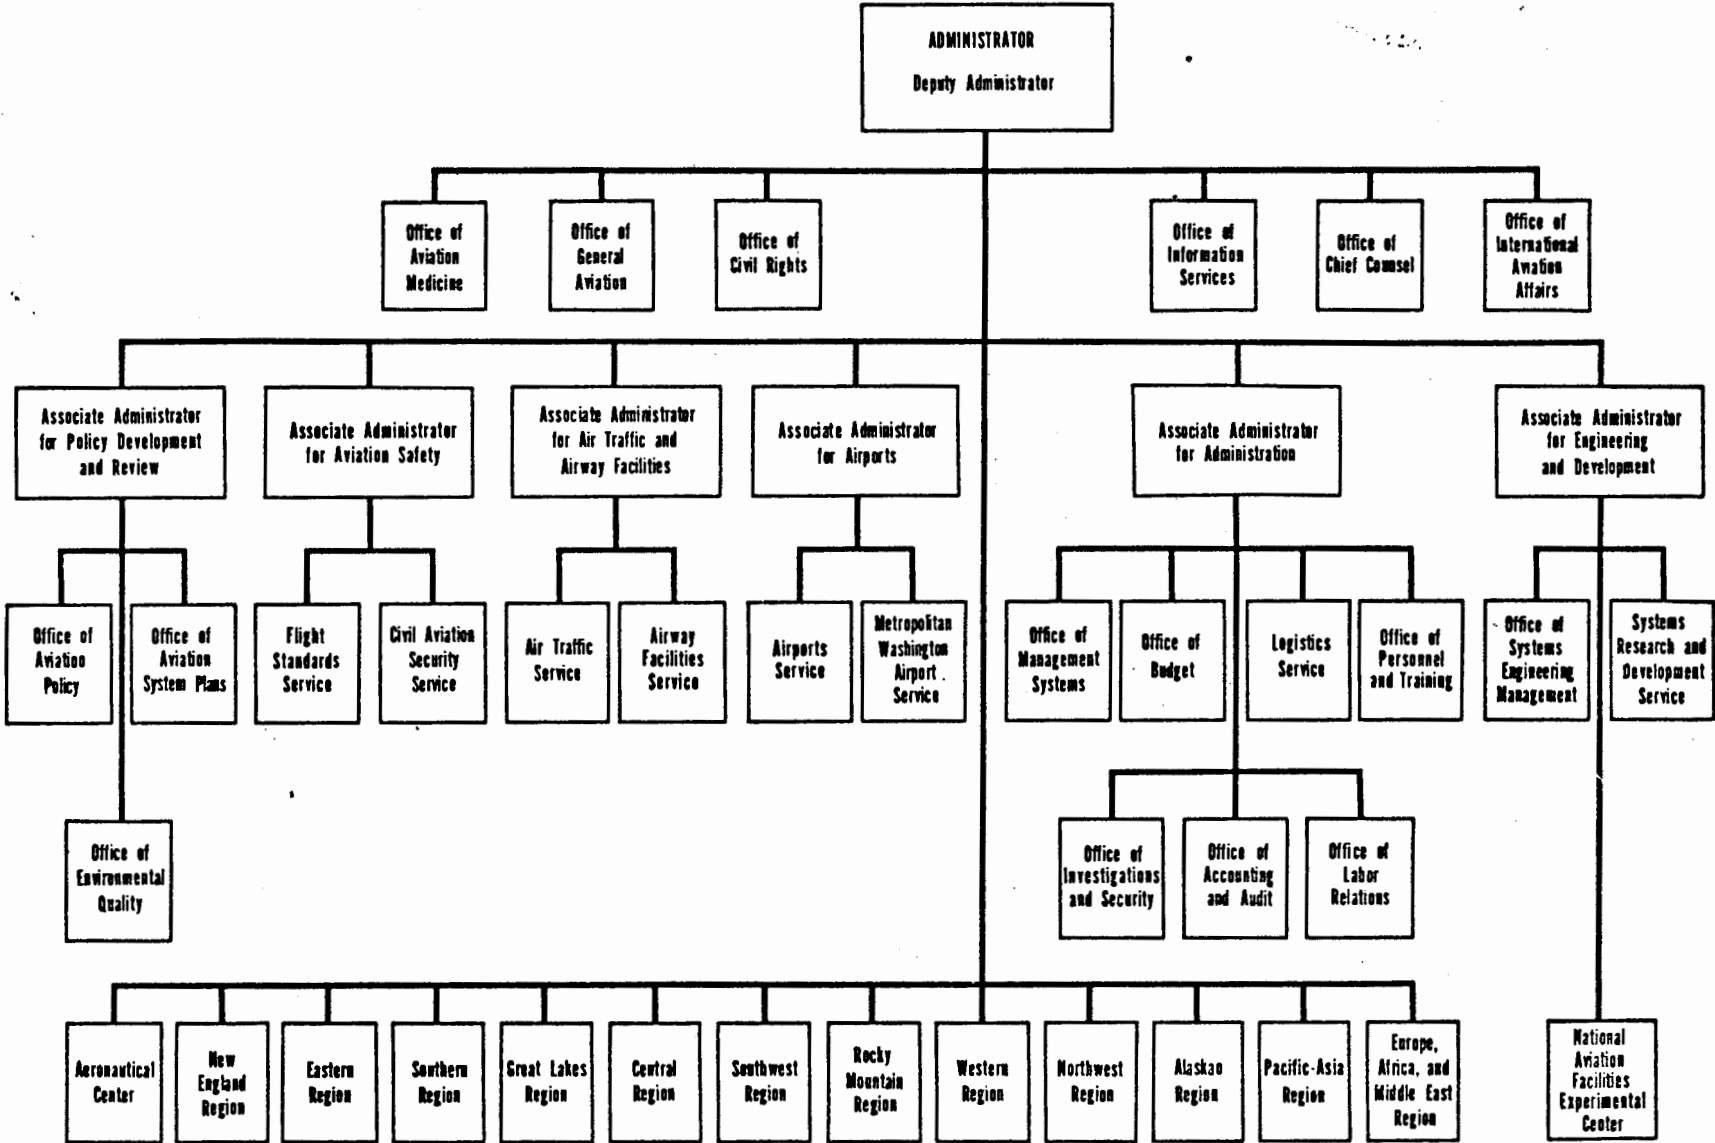 ADMINISTRATOR
Deputy Administrator
Office of
Aviation
Medicine
Office of
General
Aviation
Office of
Civil Rights
Office of
Information
Services
Office of
Chief Counsel
Office of
International
Aviation
Affairs
Associate Administrator
for Policy Development
and Review
Associate Administrator
for Aviation Safety
Associate Administrator
for Air Traffic and
Airway Facilities
Associate Administrator
for Airports
Associate Administrator
for Administration
Associate Administrator
for Engineering
and Development
Office of
Aviation
Policy
Office of
Aviation
System Plans
Flight
Standards
Service
Civil Aviation
Security
Service
Air Traffic
Service
Airway
Facilities
Service
Airports
Service
Metropolitan
Washington
Airport
Service
Office of
Management
Systems
Office of
Budget
Logistics
Service
Office of
Personnel
and Training
Office of
Systems
Engineering
Management
Systems
Research and
Development
Service
Office of
Environmental
Quality
Office of
Investigations
and Security
Office of
Accounting
and Audit
Office of
Labor
Relations
Aeronautical
Center
New
England
Region
Eastern
Region
Southern
Region
Great Lakes
Region
Central
Region
Southwest
Region
Rocky
Mountain
Region
Western
Region
Northwest
Region
Alaskan
Region
Pacific-Asia
Region
Europe,
Africa, and
Middle East
Region
National
Aviation
Facilities
Experimental
Center